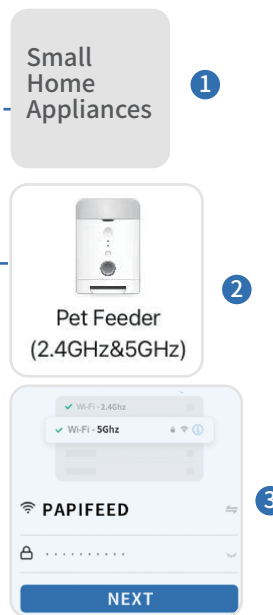 Small
Home
Appliances
1
Pet Feeder
(2.4GHz&5GHz)
2
Wi-Fi - 2.4Ghz
Wi-Fi - 5Ghz
PAPIFEED
3
··········
NEXT